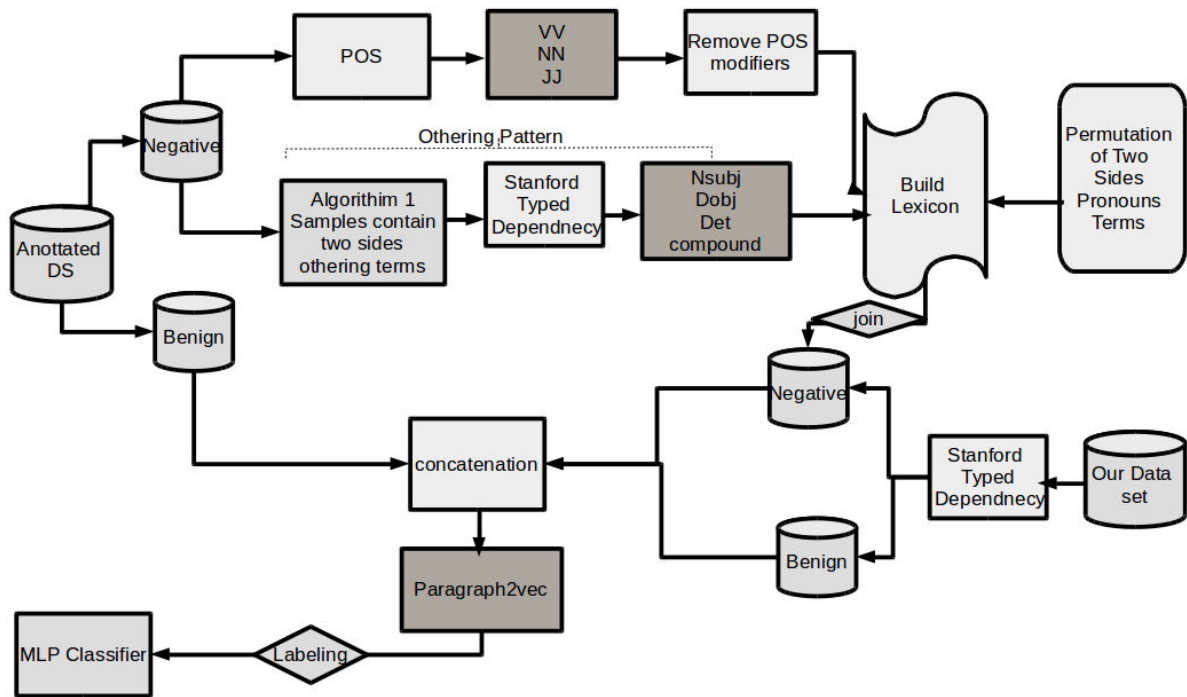 POS
VV
NN
JJ
Remove POS
modifiers
Negative
Othering Pattern
Permutation
of Two
Sides
Pronouns
Terms
Algorithim 1
Samples contain
two sides
othering terms
Stanford
Typed
Dependnecy
Nsubj
Dobj
Det
compound
Build
Lexicon
Anottated
DS
Benign
join
Negative
concatenation
Stanford
Typed
Dependnecy
Our Data
set
Benign
Paragraph2vec
MLP Classifier
Labeling